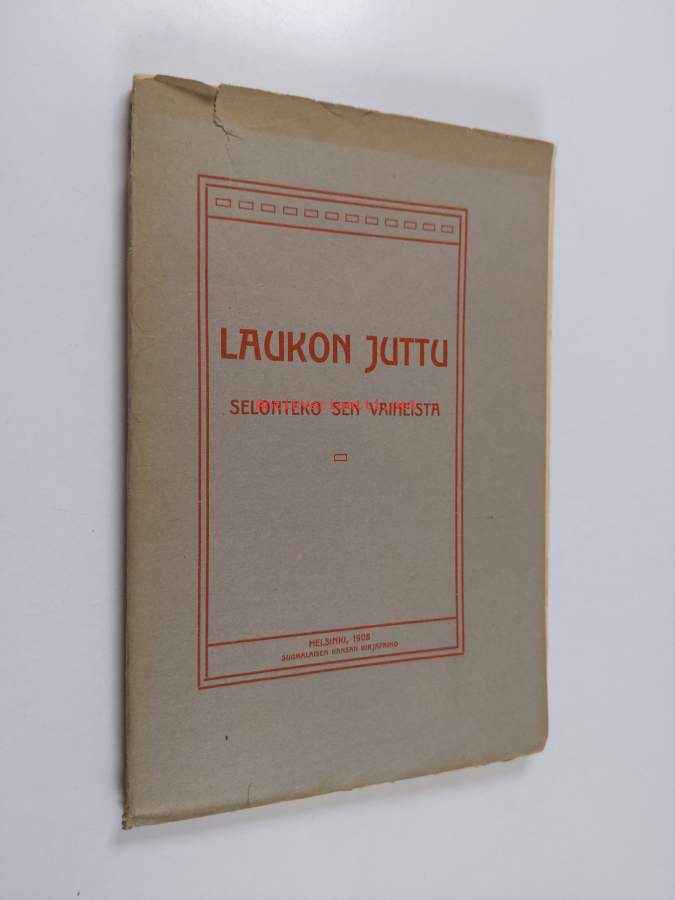 LAUKON JUTTU
SELONTEKO SEN VAIHEISTA
HELSINKI, 1908
SUOMALAISEN KANSAN KIRJAPAINO